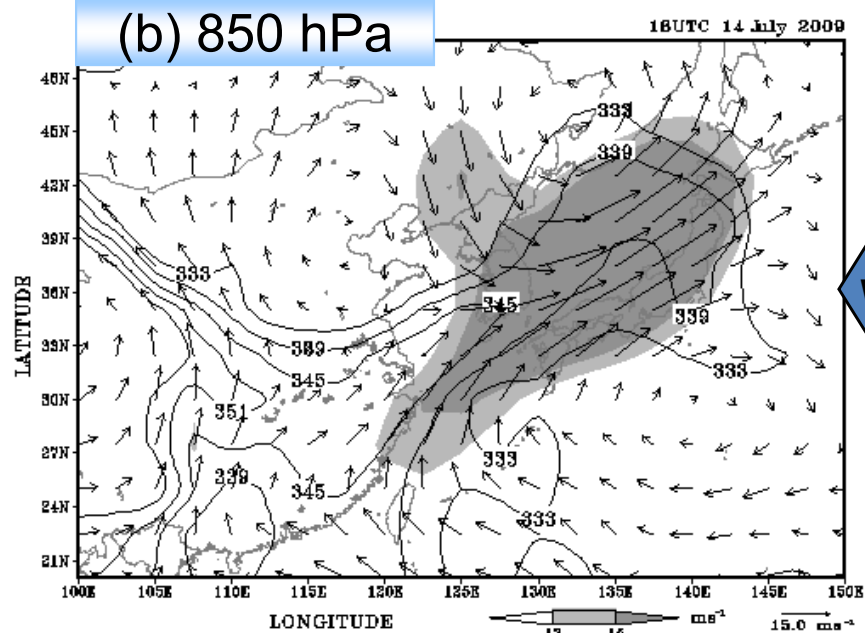 (b) 850 hPa
18UTC 14 July 2009
48N
45N
42N
39N
36N
33N
30N
27N
24N
21N
LATITUDE
333
339
333
345
339
339
345
333
351
333
339
345
333
100E 105E 110E 115E 120E 125E 130E 135E 140E 145E 150E
LONGITUDE
ms⁻¹
15.0 ms⁻¹